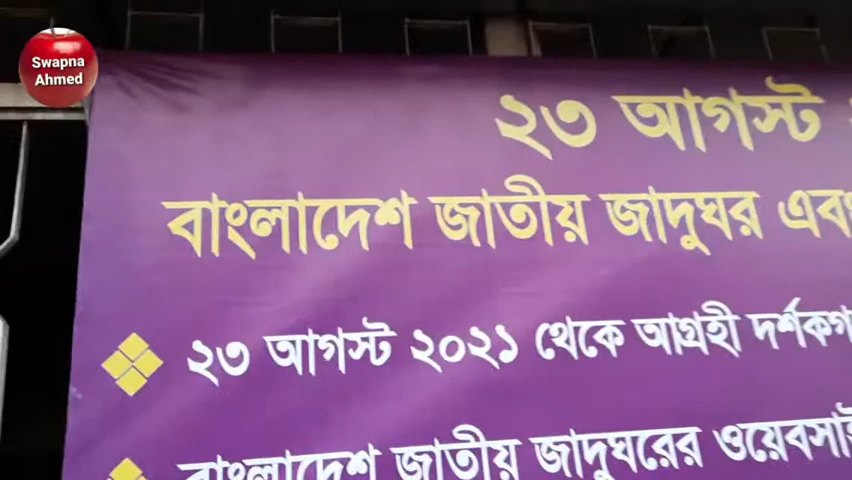 Swapna
Ahmed
২৩ আগস্ট
বাংলাদেশ জাতীয় জাদুঘর এবং
২৩ আগস্ট ২০২১ থেকে আগ্রহী দর্শকগ
বাংলাদেশ জাতীয় জাদুঘরের ওয়েবসাই